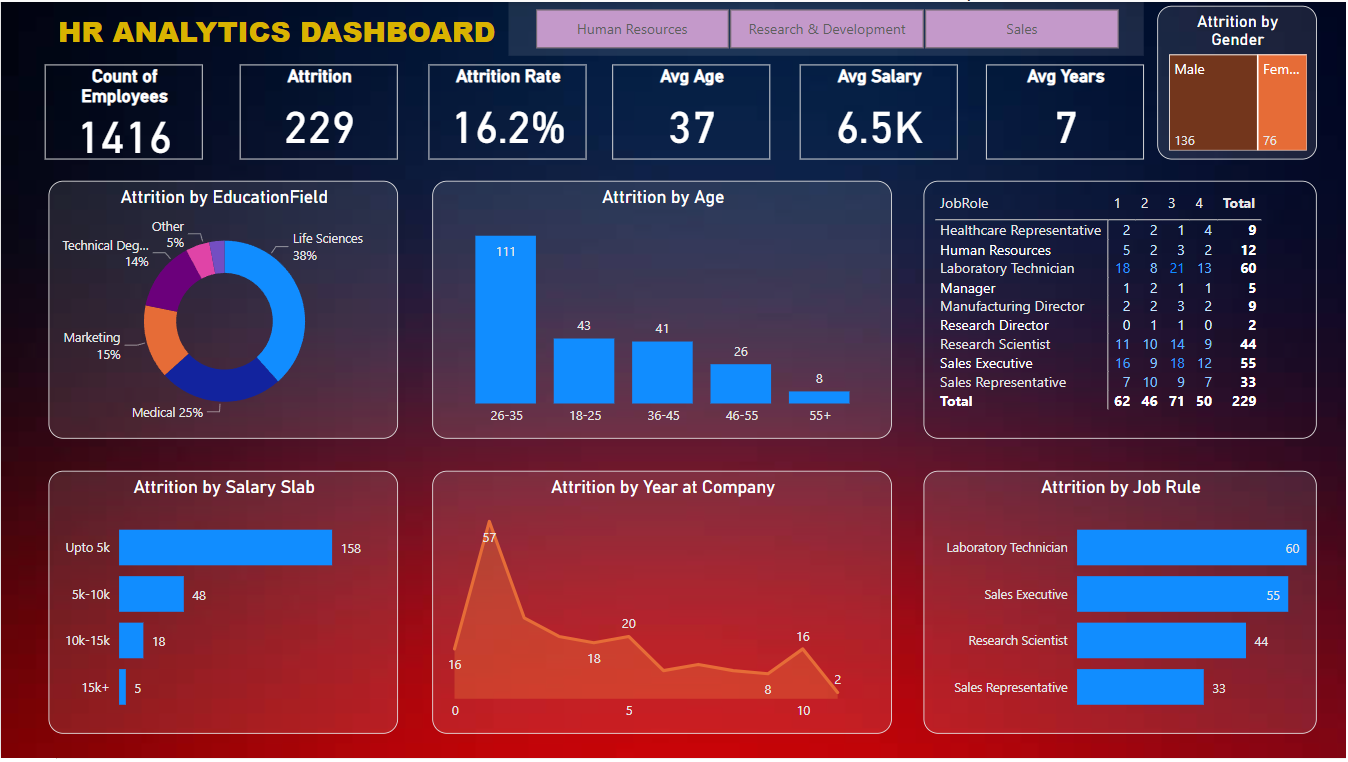 HR ANALYTICS DASHBOARD
Human Resources
Research & Development
Sales
Attrition by
Gender
Male
Fem...
136
76
Count of
Employees
1416
Attrition
229
Attrition Rate
16.2%
Avg Age
37
Avg Salary
6.5K
Avg Years
7
Attrition by EducationField
Other
5%
Life Sciences
38%
Technical Deg...
14%
Marketing
15%
Medical 25%
Attrition by Age
111
43
41
26
8
26-35
18-25
36-45
46-55
55+
JobRole 1 2 3 4 Total
Healthcare Representative 2 2 1 4 9
Human Resources 5 2 3 2 12
Laboratory Technician 18 8 21 13 60
Manager 1 2 1 1 5
Manufacturing Director 2 2 3 2 9
Research Director 0 1 1 0 2
Research Scientist 11 10 14 9 44
Sales Executive 16 9 18 12 55
Sales Representative 7 10 9 7 33
Total 62 46 71 50 229
Attrition by Salary Slab
Upto 5k 158
5k-10k 48
10k-15k 18
15k+ 5
Attrition by Year at Company
57
16
18
20
8
16
2
0
5
10
Attrition by Job Rule
Laboratory Technician 60
Sales Executive 55
Research Scientist 44
Sales Representative 33